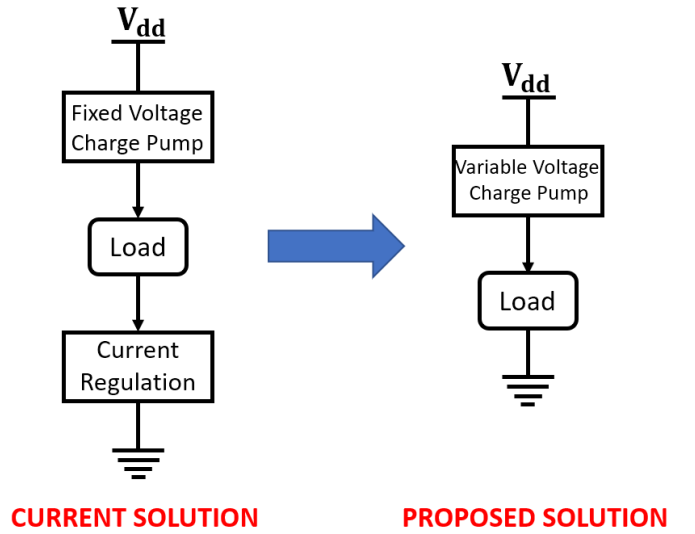 Vdd
Fixed Voltage
Charge Pump
Load
Current
Regulation
CURRENT SOLUTION
Vdd
Variable Voltage
Charge Pump
Load
PROPOSED SOLUTION